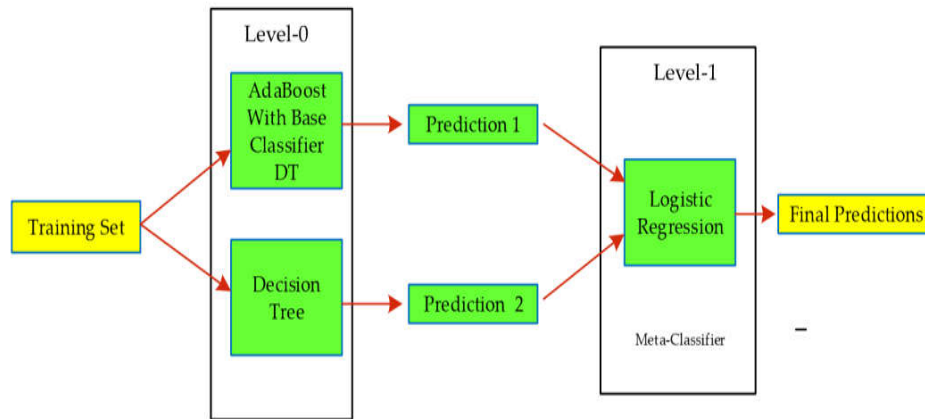 Level-0
AdaBoost
With Base
Classifier
DT
Prediction 1
Level-1
Training Set
Logistic
Regression
Final Predictions
Decision
Tree
Prediction 2
Meta-Classifier